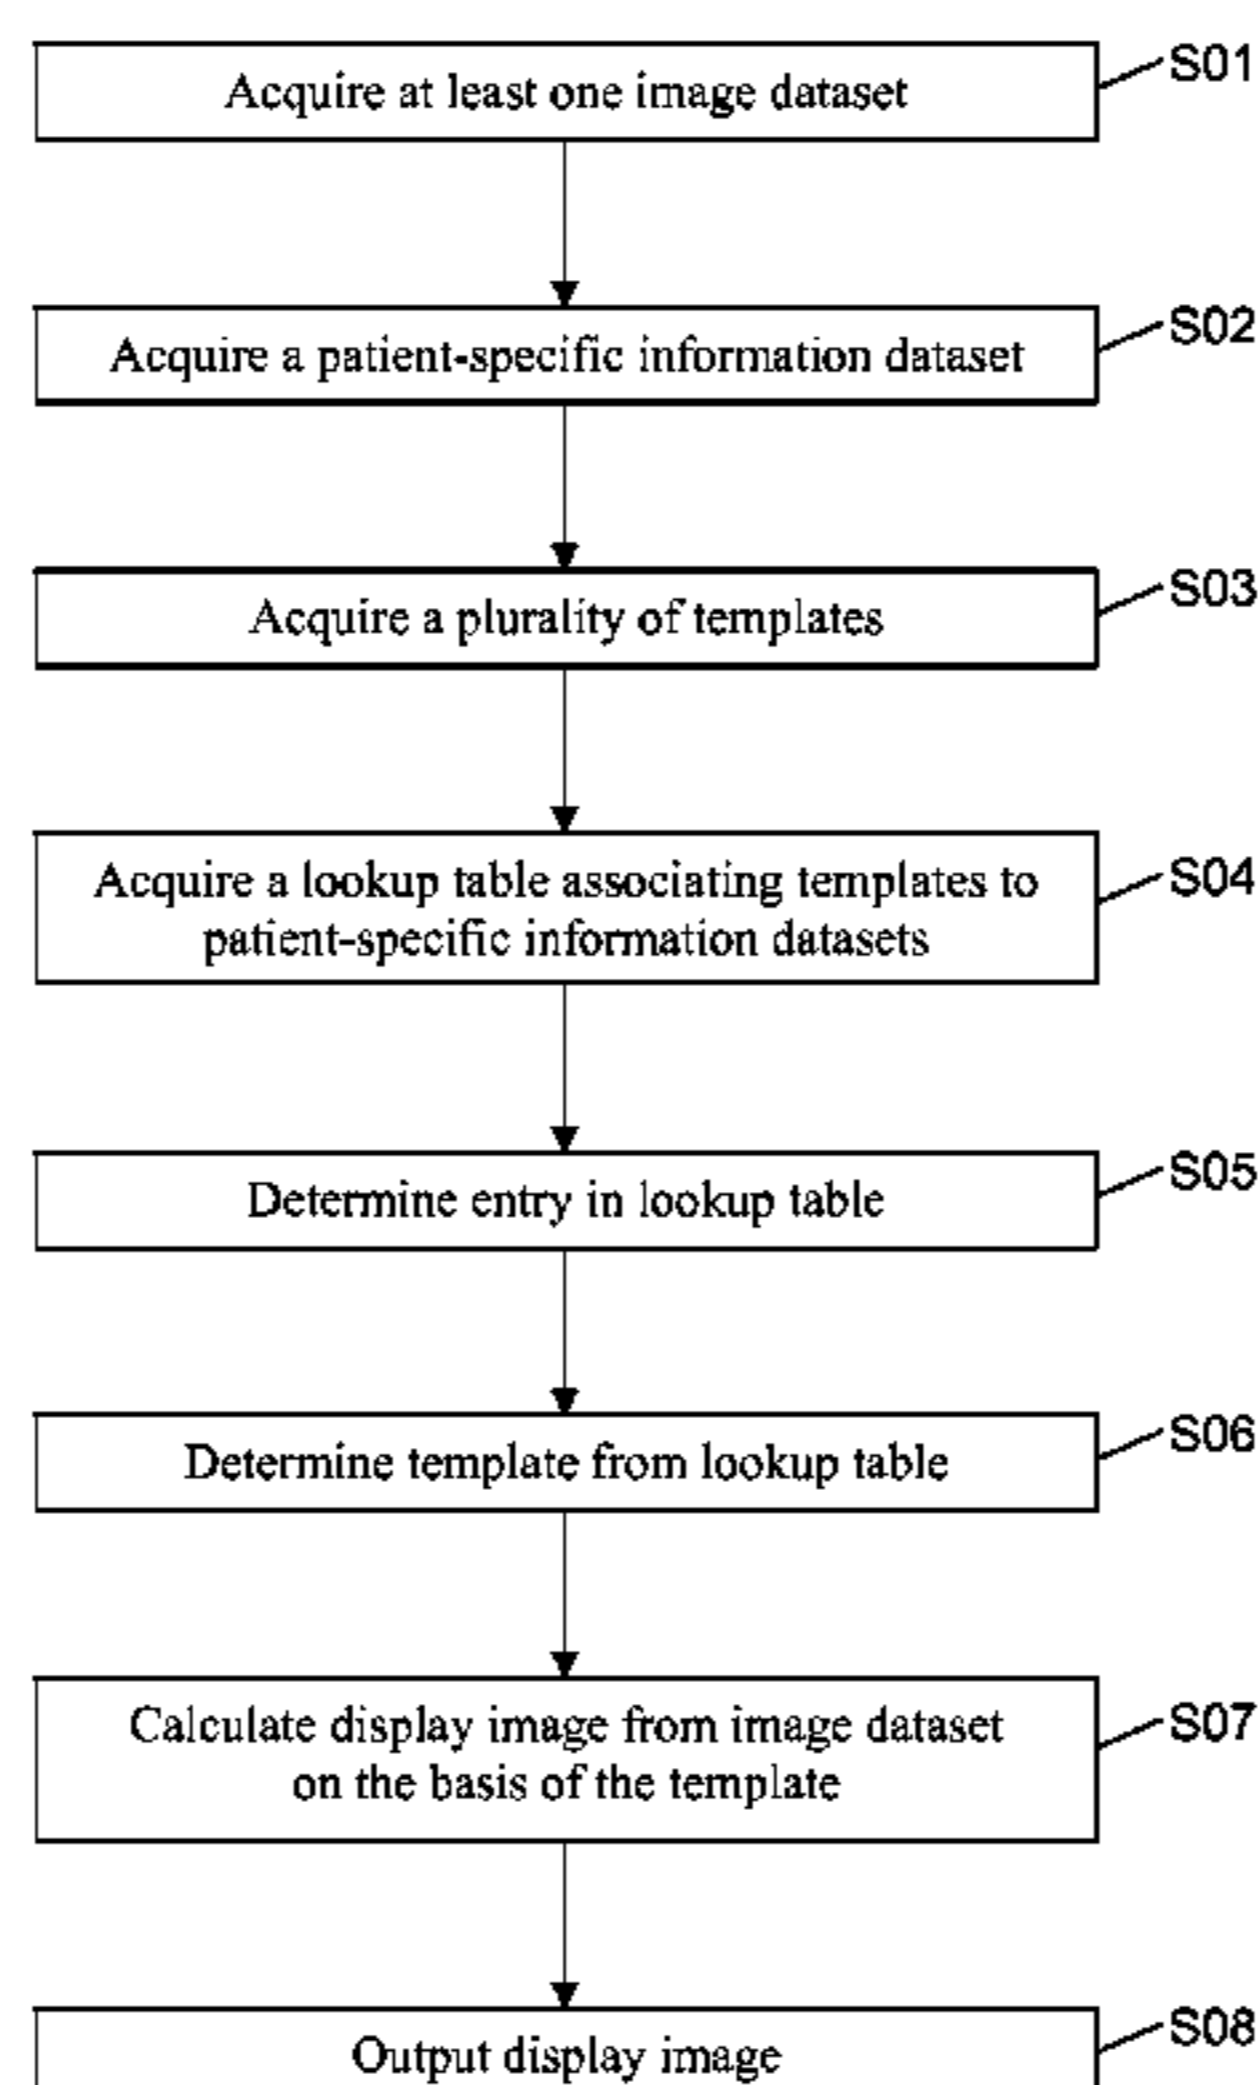 Acquire at least one image dataset
S01
Acquire a patient-specific information dataset
S02
Acquire a plurality of templates
S03
Acquire a lookup table associating templates to
patient-specific information datasets
S04
Determine entry in lookup table
S05
Determine template from lookup table
S06
Calculate display image from image dataset
on the basis of the template
S07
Output display image
S08